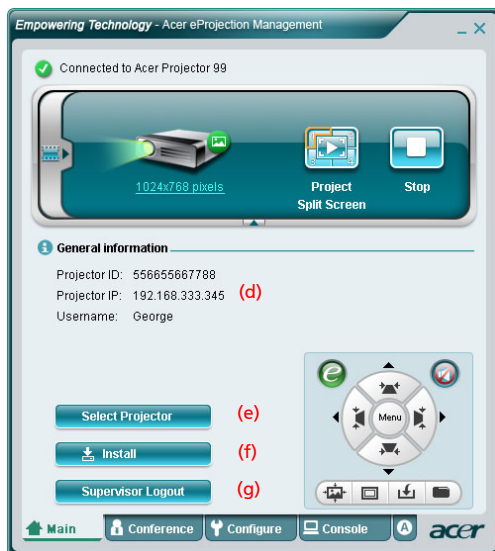 Empowering Technology - Acer eProjection Management
Connected to Acer Projector 99
1024x768 pixels
Project
Split Screen
Stop
General information
Projector ID: 556655667788
Projector IP: 192.168.333.345 (d)
Username: George
Select Projector (e)
Install (f)
Supervisor Logout (g)
e
Menu
Main Conference Configure Console A acer